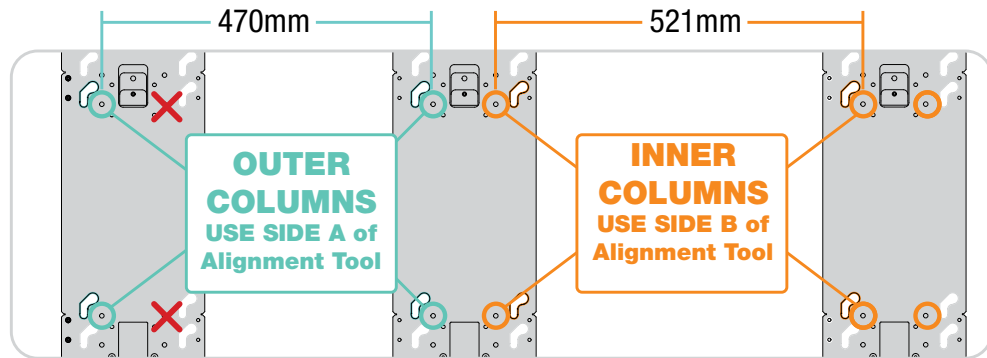 470mm
521mm
OUTER
COLUMNS
USE SIDE A of
Alignment Tool
INNER
COLUMNS
USE SIDE B of
Alignment Tool